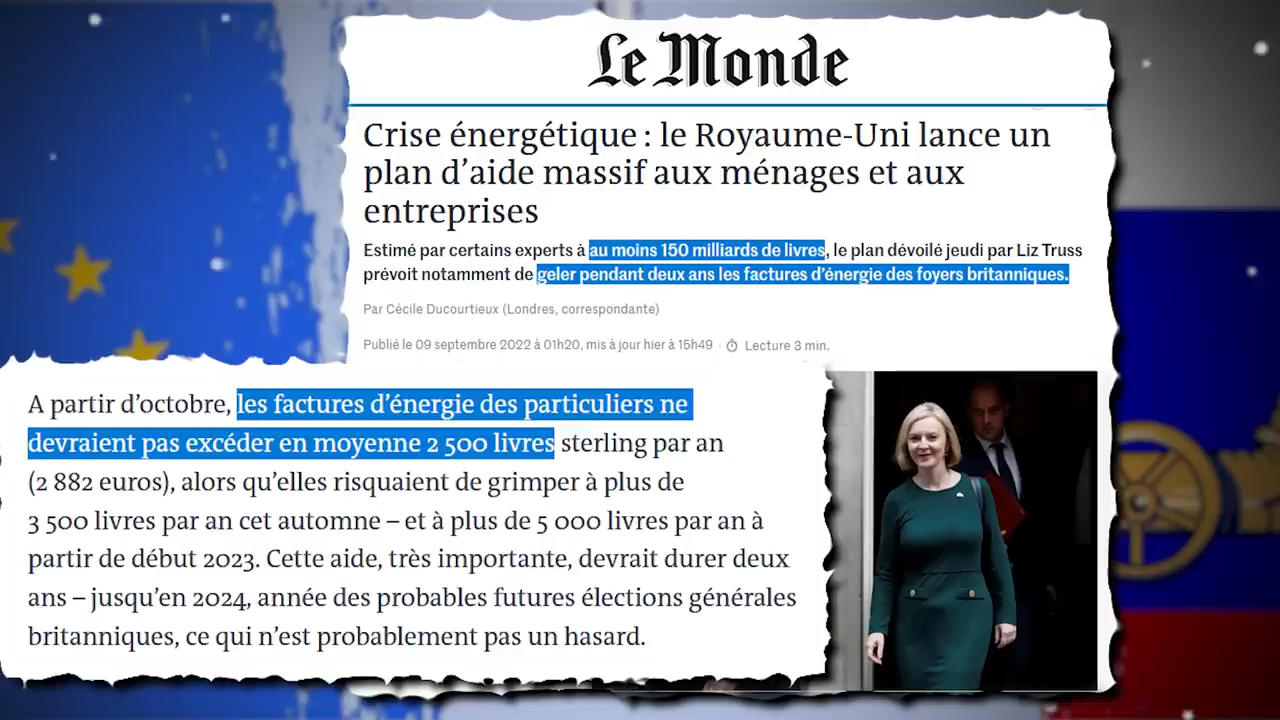 Le Monde
Crise énergétique : le Royaume-Uni lance un
plan d’aide massif aux ménages et aux
entreprises
Estimé par certains experts à au moins 150 milliards de livres, le plan dévoilé jeudi par Liz Truss
prévoit notamment de geler pendant deux ans les factures d’énergie des foyers britanniques.
Par Cécile Ducourtieux (Londres, correspondante)
Publié le 09 septembre 2022 à 01h20, mis à jour hier à 15h49 · Lecture 3 min.
A partir d’octobre, les factures d’énergie des particuliers ne
devraient pas excéder en moyenne 2 500 livres sterling par an
(2 882 euros), alors qu’elles risquaient de grimper à plus de
3 500 livres par an cet automne – et à plus de 5 000 livres par an à
partir de début 2023. Cette aide, très importante, devrait durer deux
ans – jusqu’en 2024, année des probables futures élections générales
britanniques, ce qui n’est probablement pas un hasard.